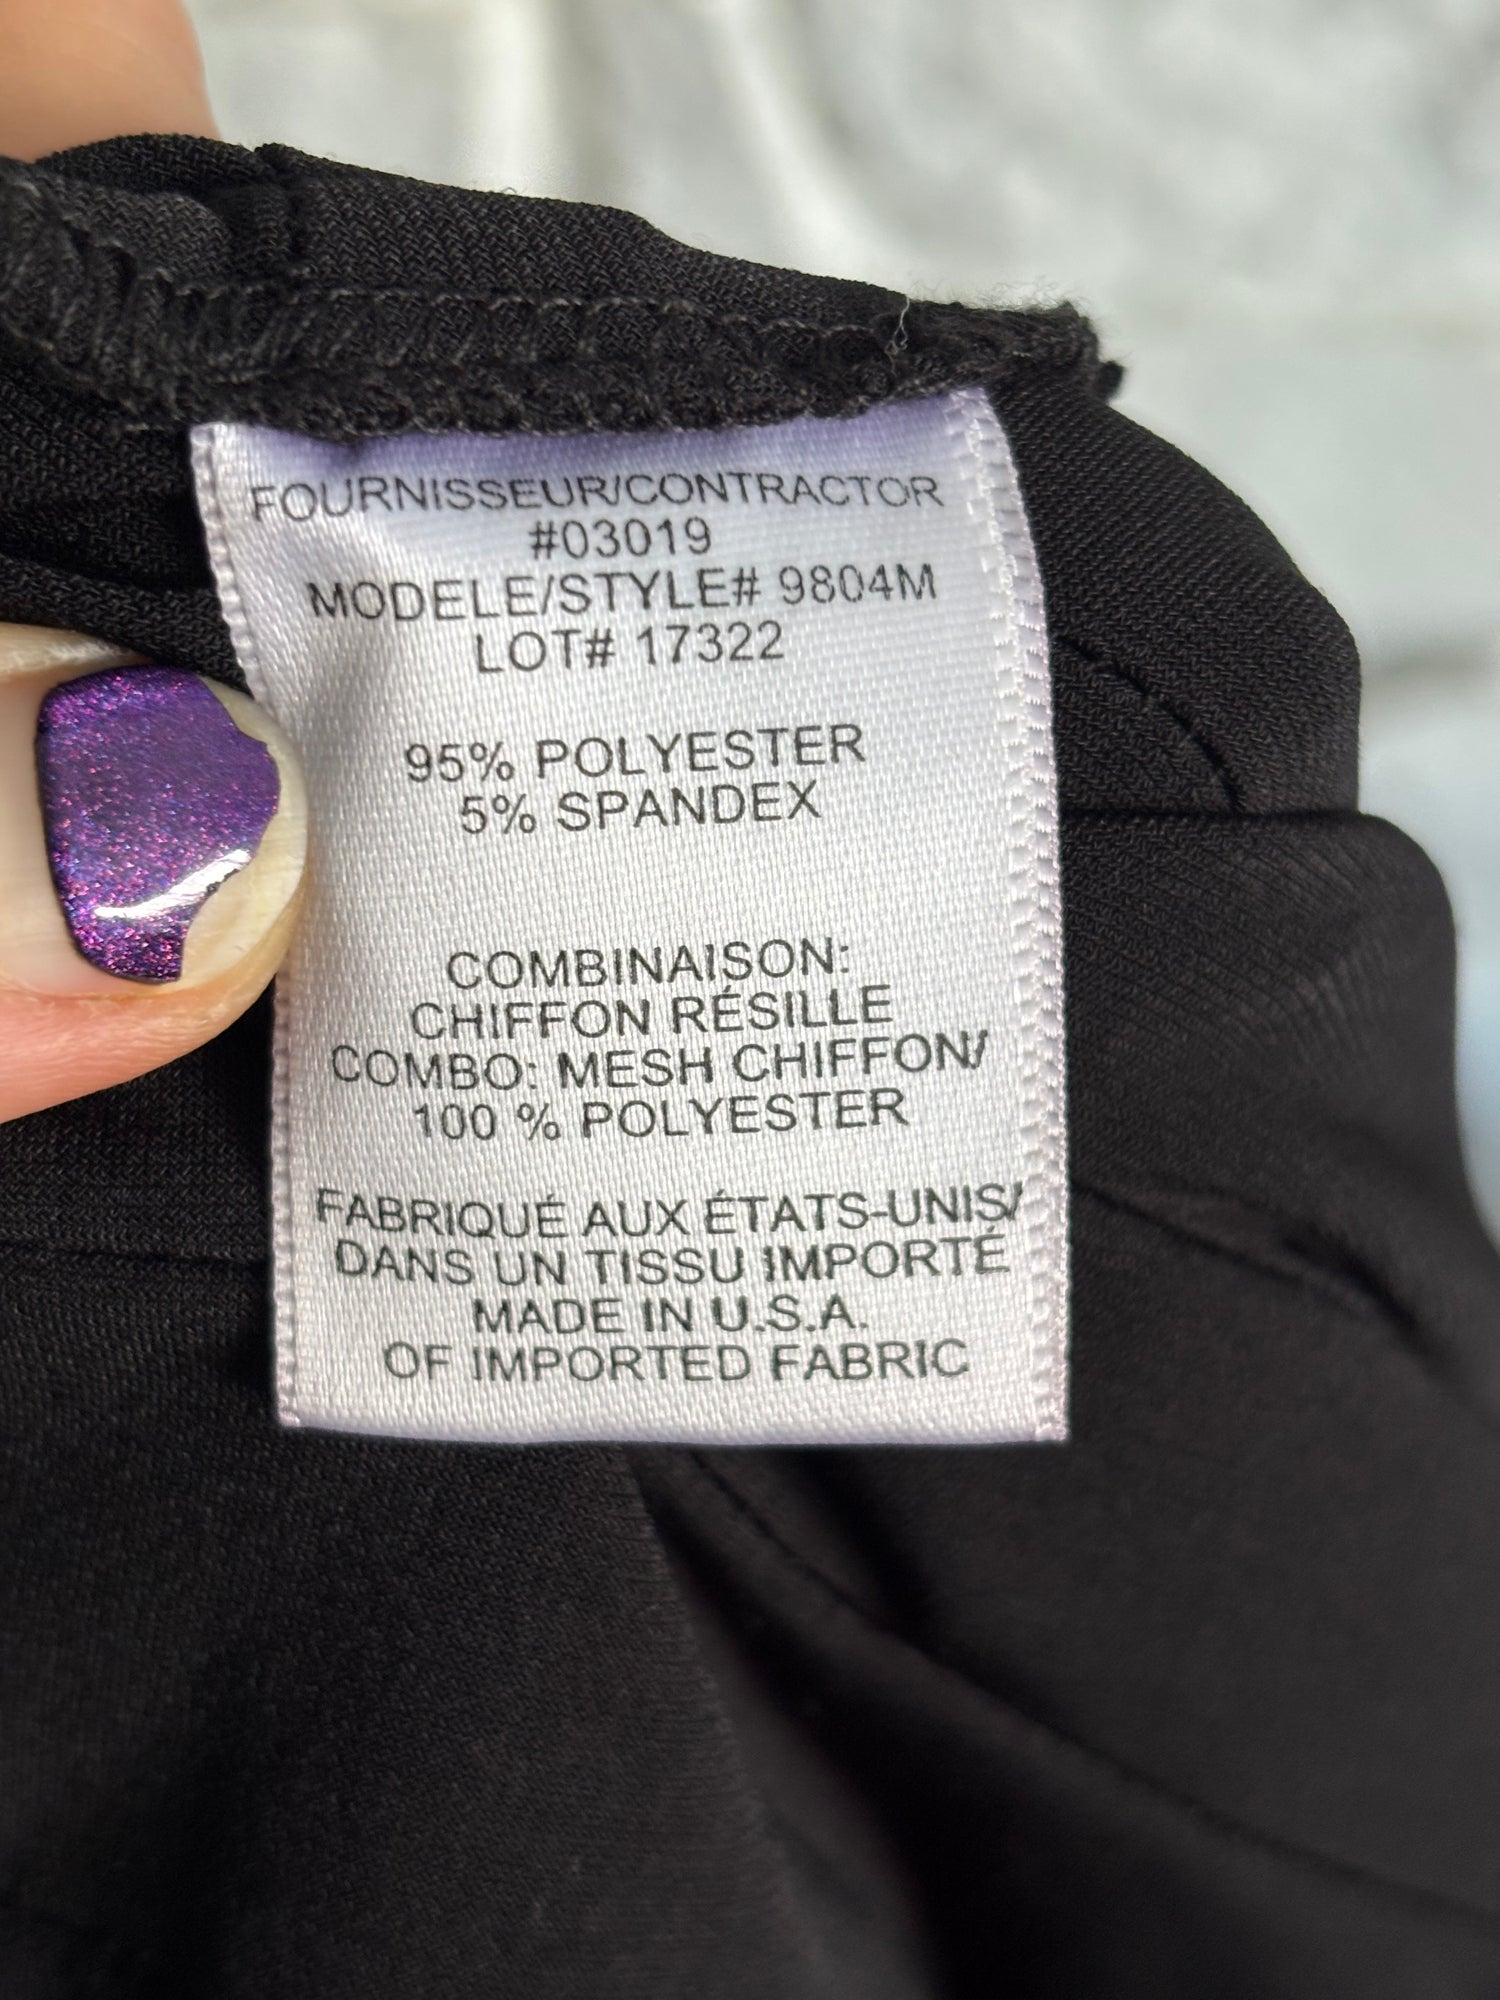 FOURNISSEUR/CONTRACTOR
#03019
MODELE/STYLE# 9804M
LOT# 17322
95% POLYESTER
5% SPANDEX
COMBINAISON:
CHIFFON RÉSILLE
COMBO: MESH CHIFFON/
100 % POLYESTER
FABRIQUÉ AUX ÉTATS-UNIS/
DANS UN TISSU IMPORTÉ
MADE IN U.S.A.
OF IMPORTED FABRIC